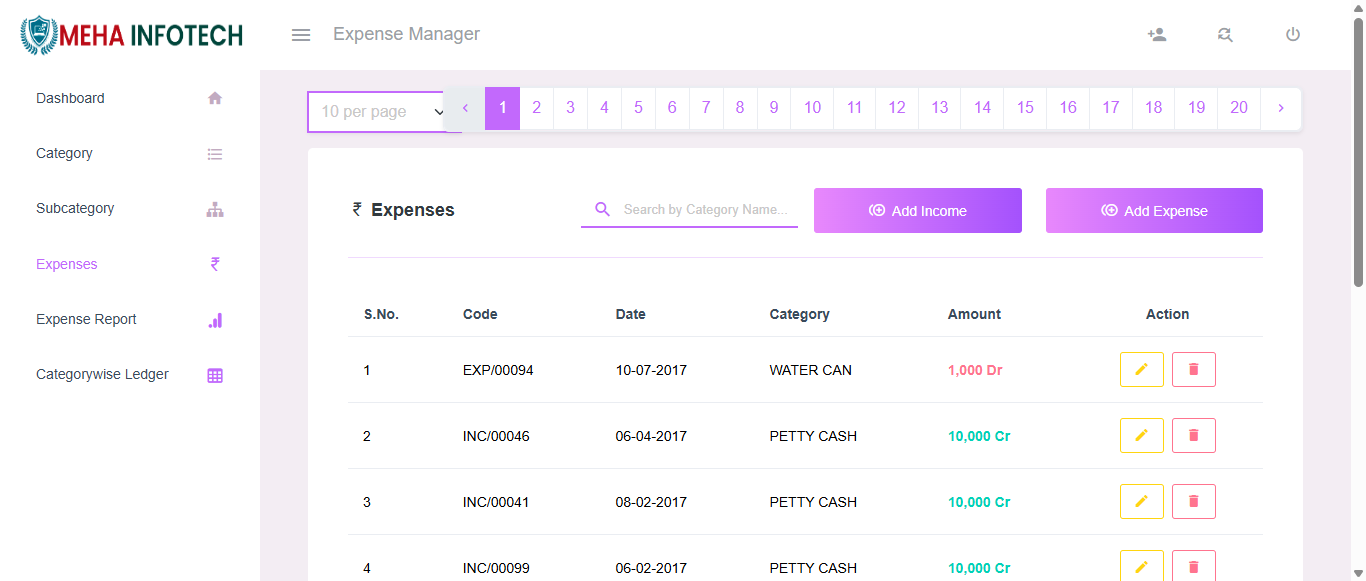 MEHA INFOTECH
Expense Manager
Dashboard
Category
Subcategory
Expenses
Expense Report
Categorywise Ledger
10 per page
‹ 1 2 3 4 5 6 7 8 9 10 11 12 13 14 15 16 17 18 19 20 ›
₹ Expenses
Search by Category Name...
Add Income
Add Expense
S.No. Code Date Category Amount Action
1 EXP/00094 10-07-2017 WATER CAN 1,000 Dr
2 INC/00046 06-04-2017 PETTY CASH 10,000 Cr
3 INC/00041 08-02-2017 PETTY CASH 10,000 Cr
4 INC/00099 06-02-2017 PETTY CASH 10,000 Cr